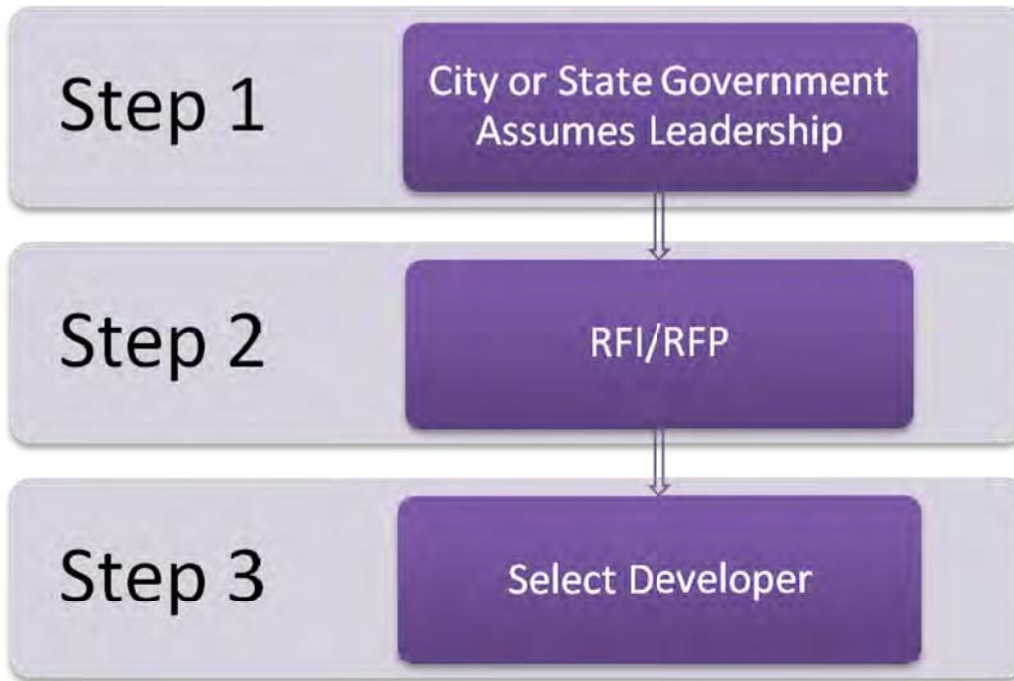 Step 1
City or State Government
Assumes Leadership
Step 2
RFI/RFP
Step 3
Select Developer